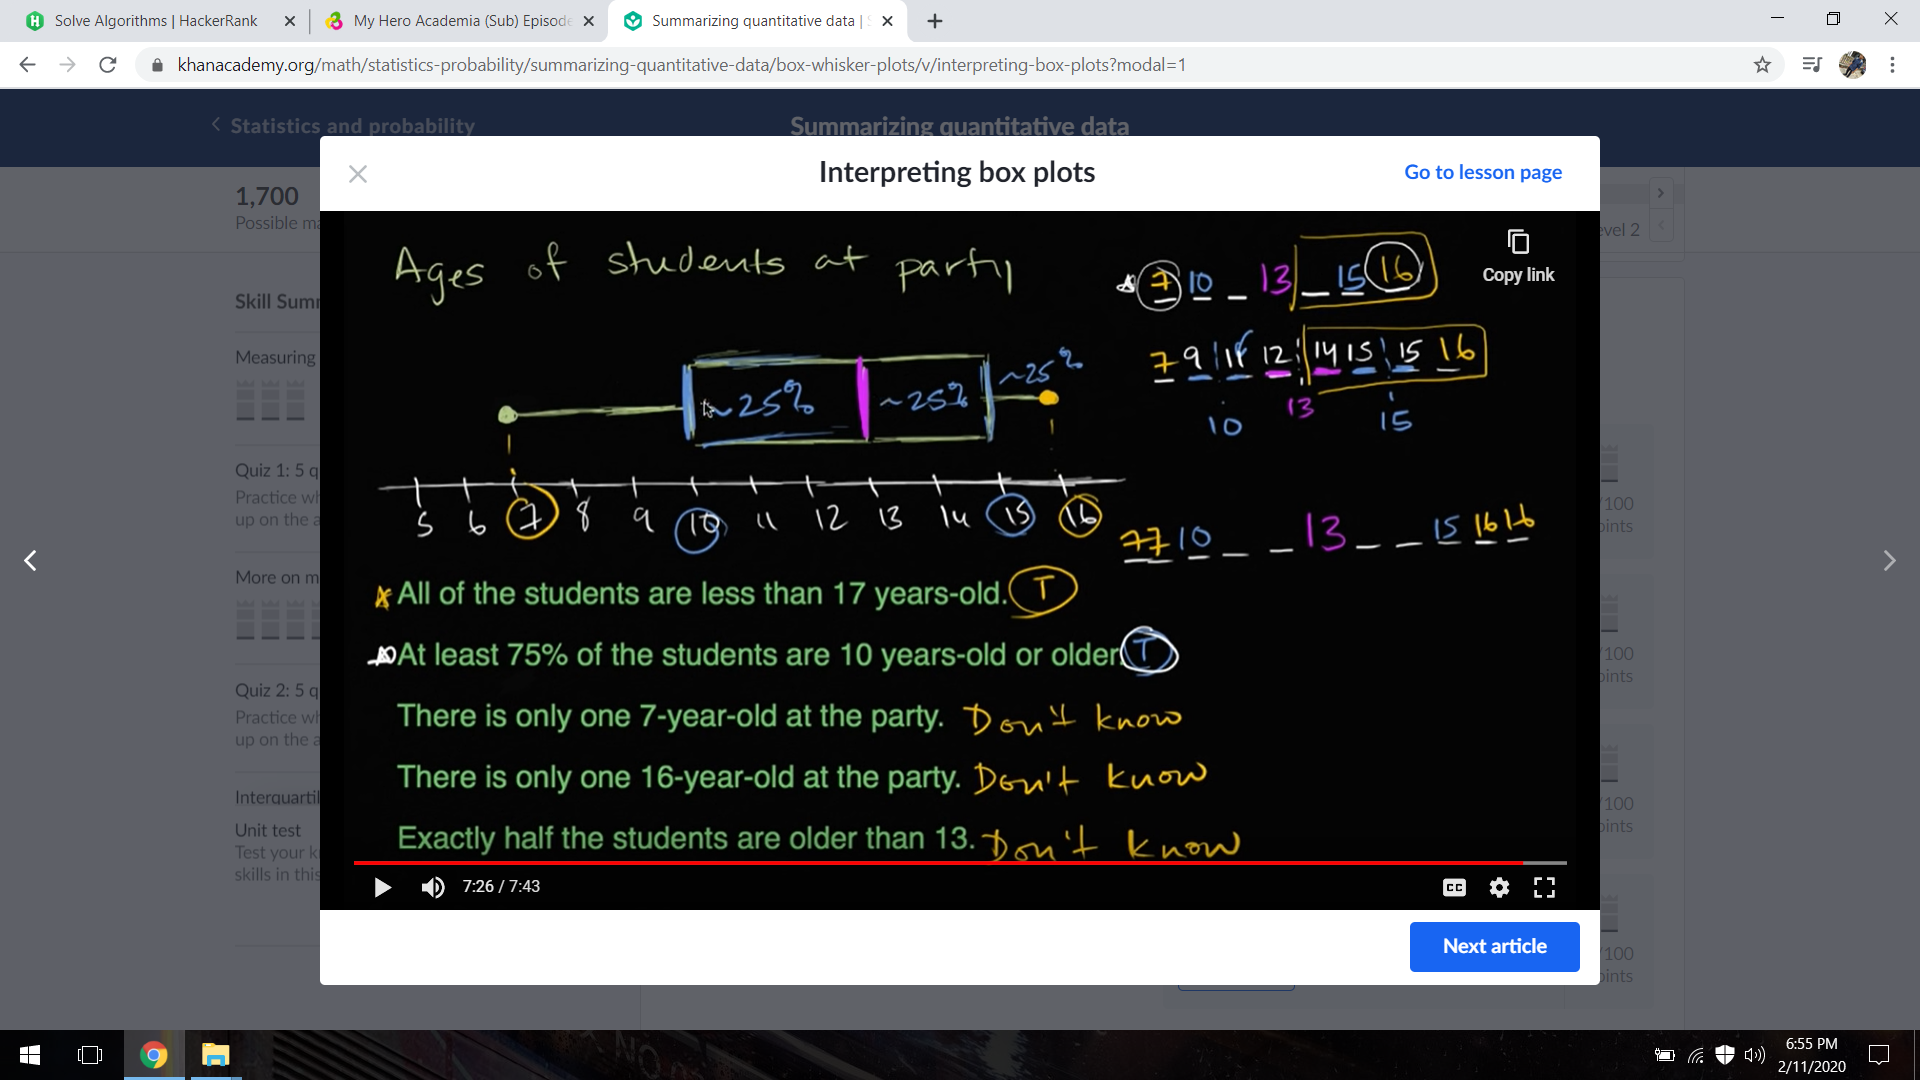 Solve Algorithms | HackerRank
My Hero Academia (Sub) Episode
Summarizing quantitative data |
khanacademy.org/math/statistics-probability/summarizing-quantitative-data/box-whisker-plots/v/interpreting-box-plots?modal=1
Statistics and probability
Summarizing quantitative data
Interpreting box plots
Go to lesson page
1,700
Possible
evel 2
Skill Sum
Measuring
Quiz 1: 5 q
Practice wh
up on the a
More on m
Quiz 2: 5 q
Practice wh
up on the a
Interquartil
Unit test
Test your k
skills in this
Ages of students at party
Copy link
7 10 _ 13 _ 15 16
7 9 11 12 14 15 15 16
13
10 15
~25% ~25% ~25%
5 6 7 8 9 10 11 12 13 14 15 16
7 7 10 _ _ 13 _ _ 15 16 16
All of the students are less than 17 years-old. T
At least 75% of the students are 10 years-old or older. T
There is only one 7-year-old at the party. Don't know
There is only one 16-year-old at the party. Don't know
Exactly half the students are older than 13. Don't know
7:26 / 7:43
CC
/100
oints
/100
oints
/100
oints
/100
oints
Next article
6:55 PM
2/11/2020